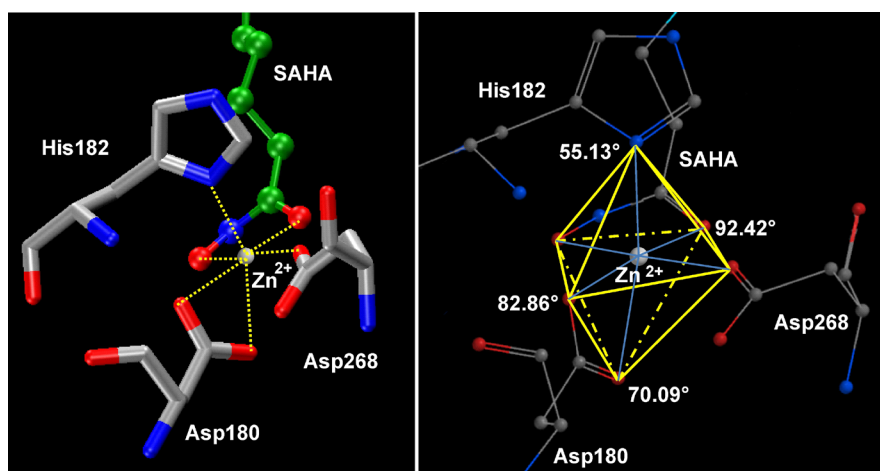 SAHA
His182
Zn2+
Asp268
Asp180
His182
55.13°
SAHA
92.42°
Zn 2+
82.86°
Asp268
70.09°
Asp180